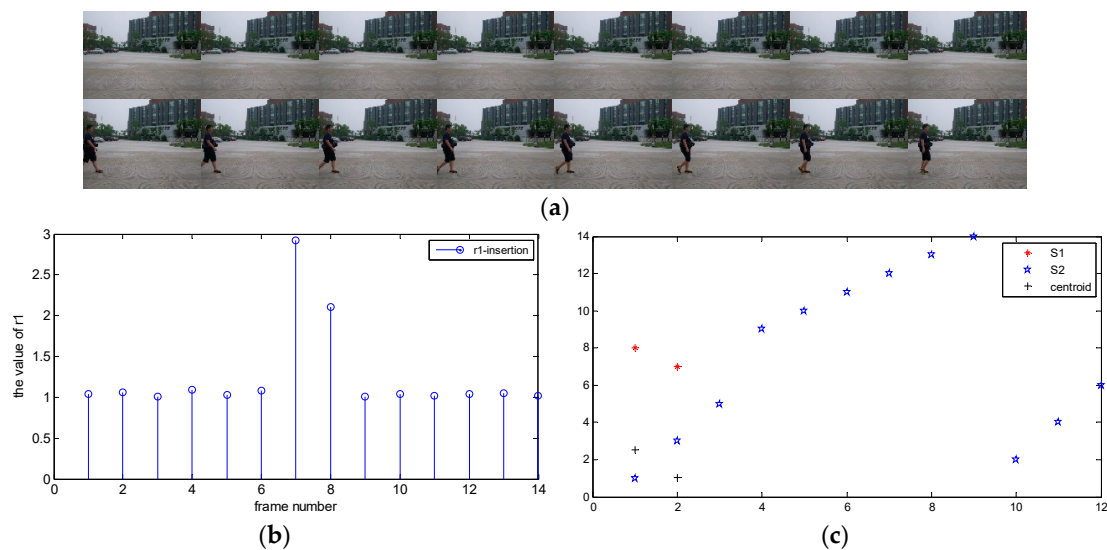 (a)
3
2.5
2
1.5
1
0.5
0
the value of r1
r1-insertion
0 2 4 6 8 10 12 14
frame number
(b)
14
12
10
8
6
4
2
0
S1
S2
centroid
0 2 4 6 8 10 12
(c)